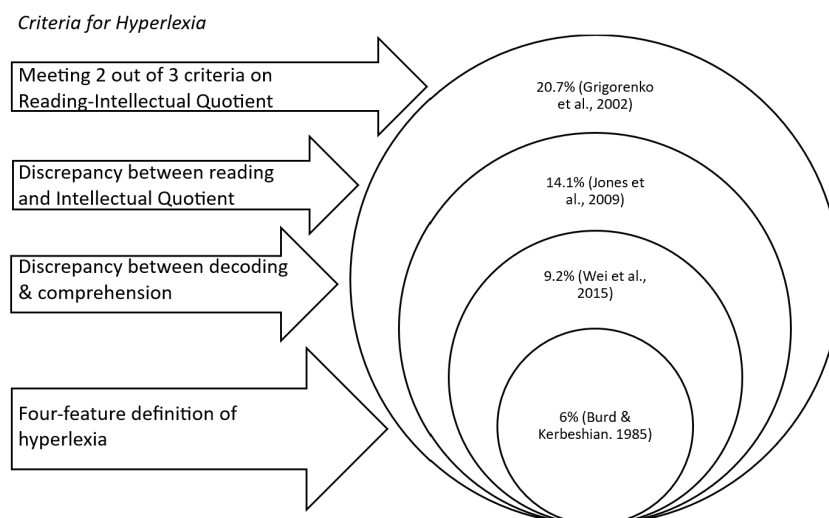 Criteria for Hyperlexia
Meeting 2 out of 3 criteria on
Reading-Intellectual Quotient
20.7% (Grigorenko
et al., 2002)
Discrepancy between reading
and Intellectual Quotient
14.1% (Jones et
al., 2009)
Discrepancy between decoding
& comprehension
9.2% (Wei et al.,
2015)
Four-feature definition of
hyperlexia
6% (Burd &
Kerbeshian. 1985)